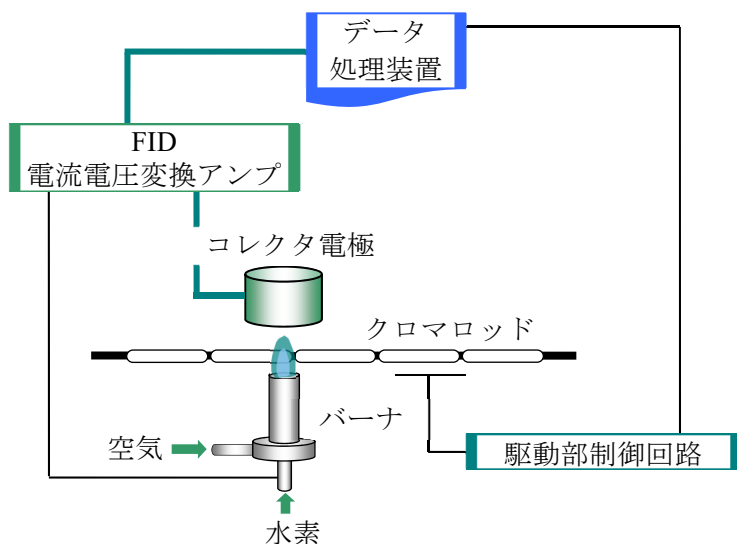 データ
処理装置
FID
電流電圧変換アンプ
コレクタ電極
クロマロッド
バーナ
空気
駆動部制御回路
水素